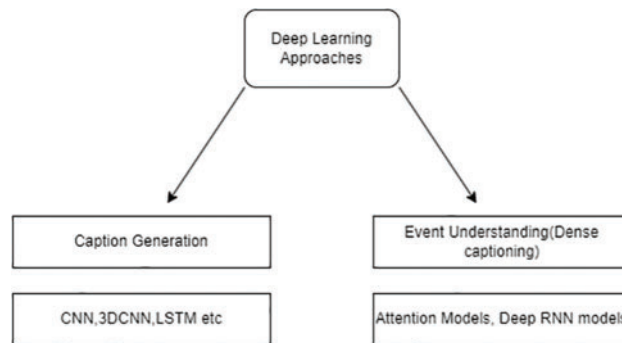 Deep Learning
Approaches
Caption Generation
Event Understanding(Dense
captioning)
CNN,3DCNN,LSTM etc
Attention Models, Deep RNN models